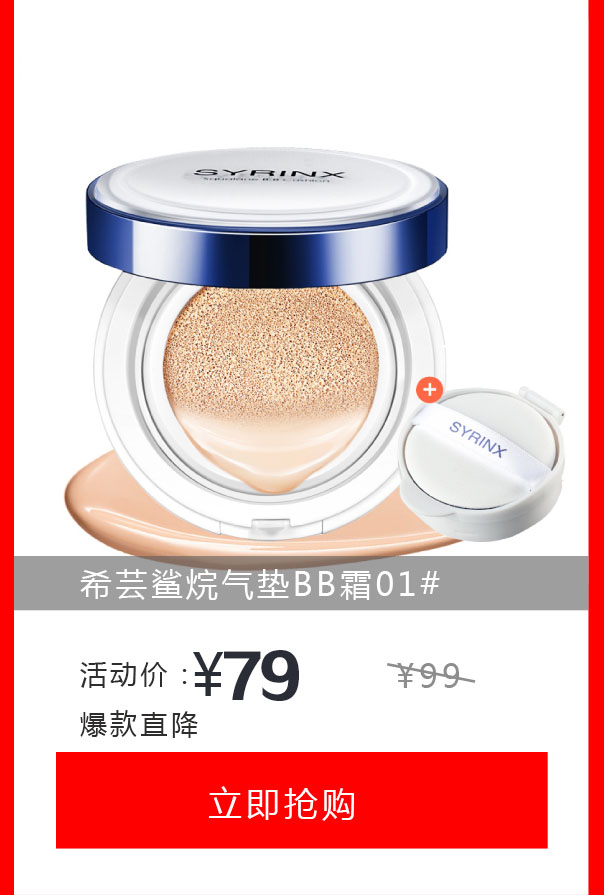 SYRINX
Squalane BB Cushion
SYRINX
希芸鲨烷气垫BB霜01#
活动价：¥79 ¥99
爆款直降
立即抢购